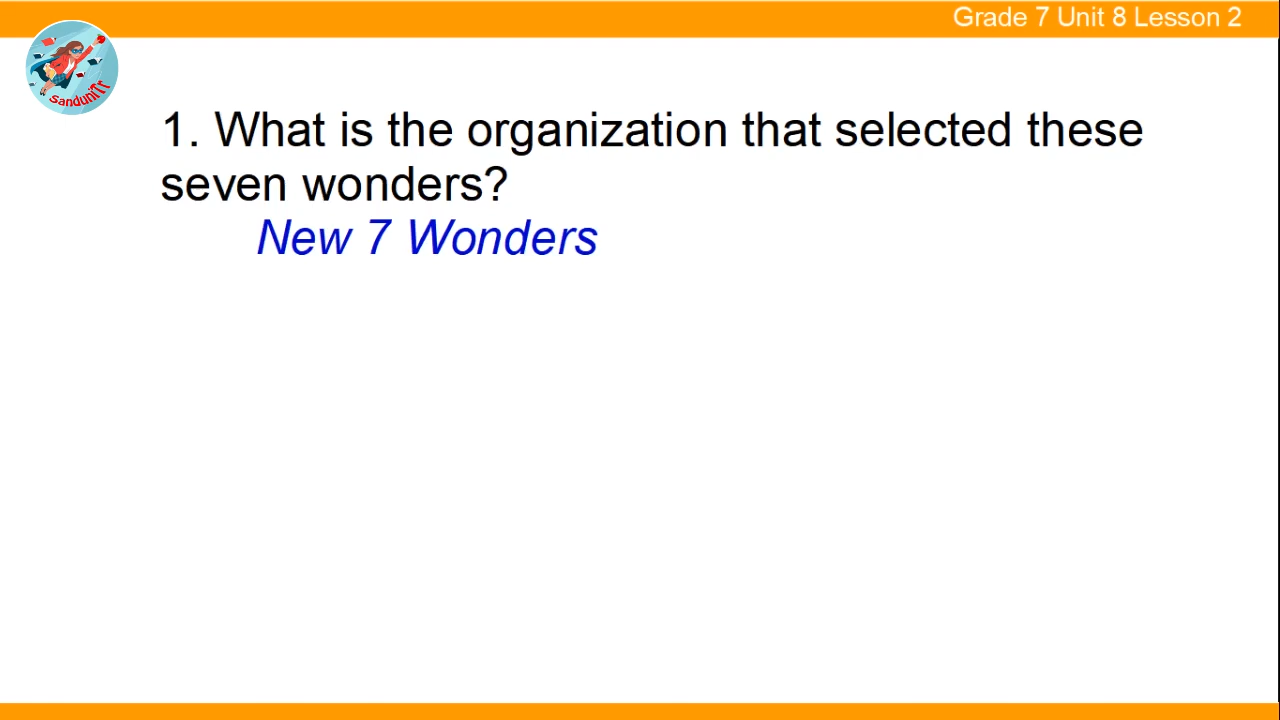 Grade 7 Unit 8 Lesson 2
SanduniTr
1. What is the organization that selected these
seven wonders?
New 7 Wonders